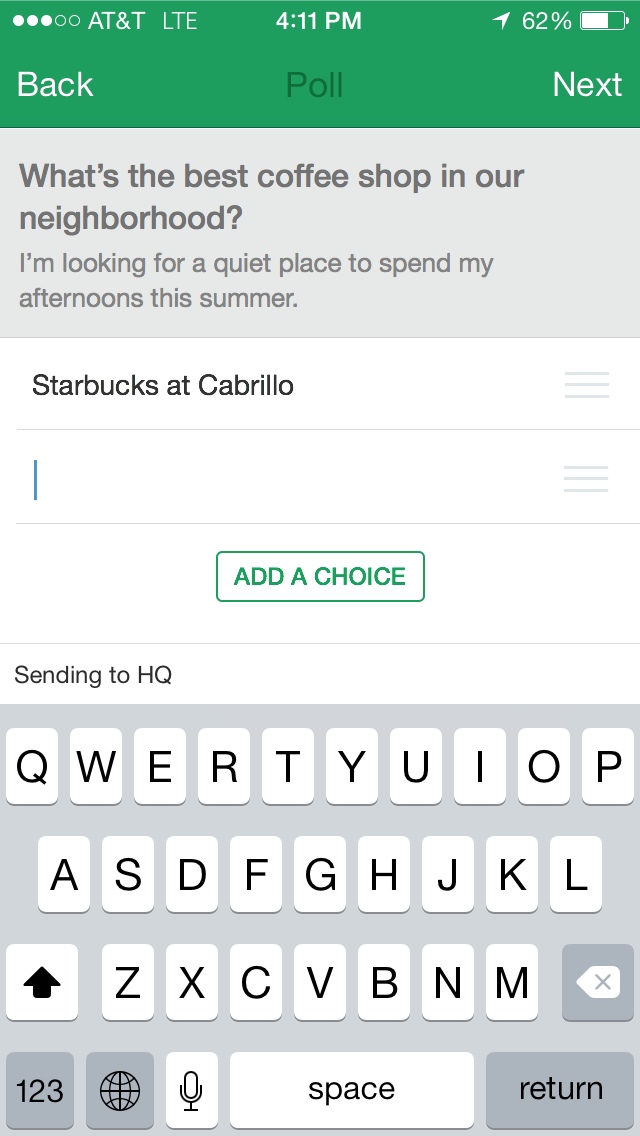 AT&T LTE 4:11 PM 62%
Back Poll Next
What’s the best coffee shop in our
neighborhood?
I’m looking for a quiet place to spend my
afternoons this summer.
Starbucks at Cabrillo
ADD A CHOICE
Sending to HQ
Q W E R T Y U I O P
A S D F G H J K L
Z X C V B N M
123 space return